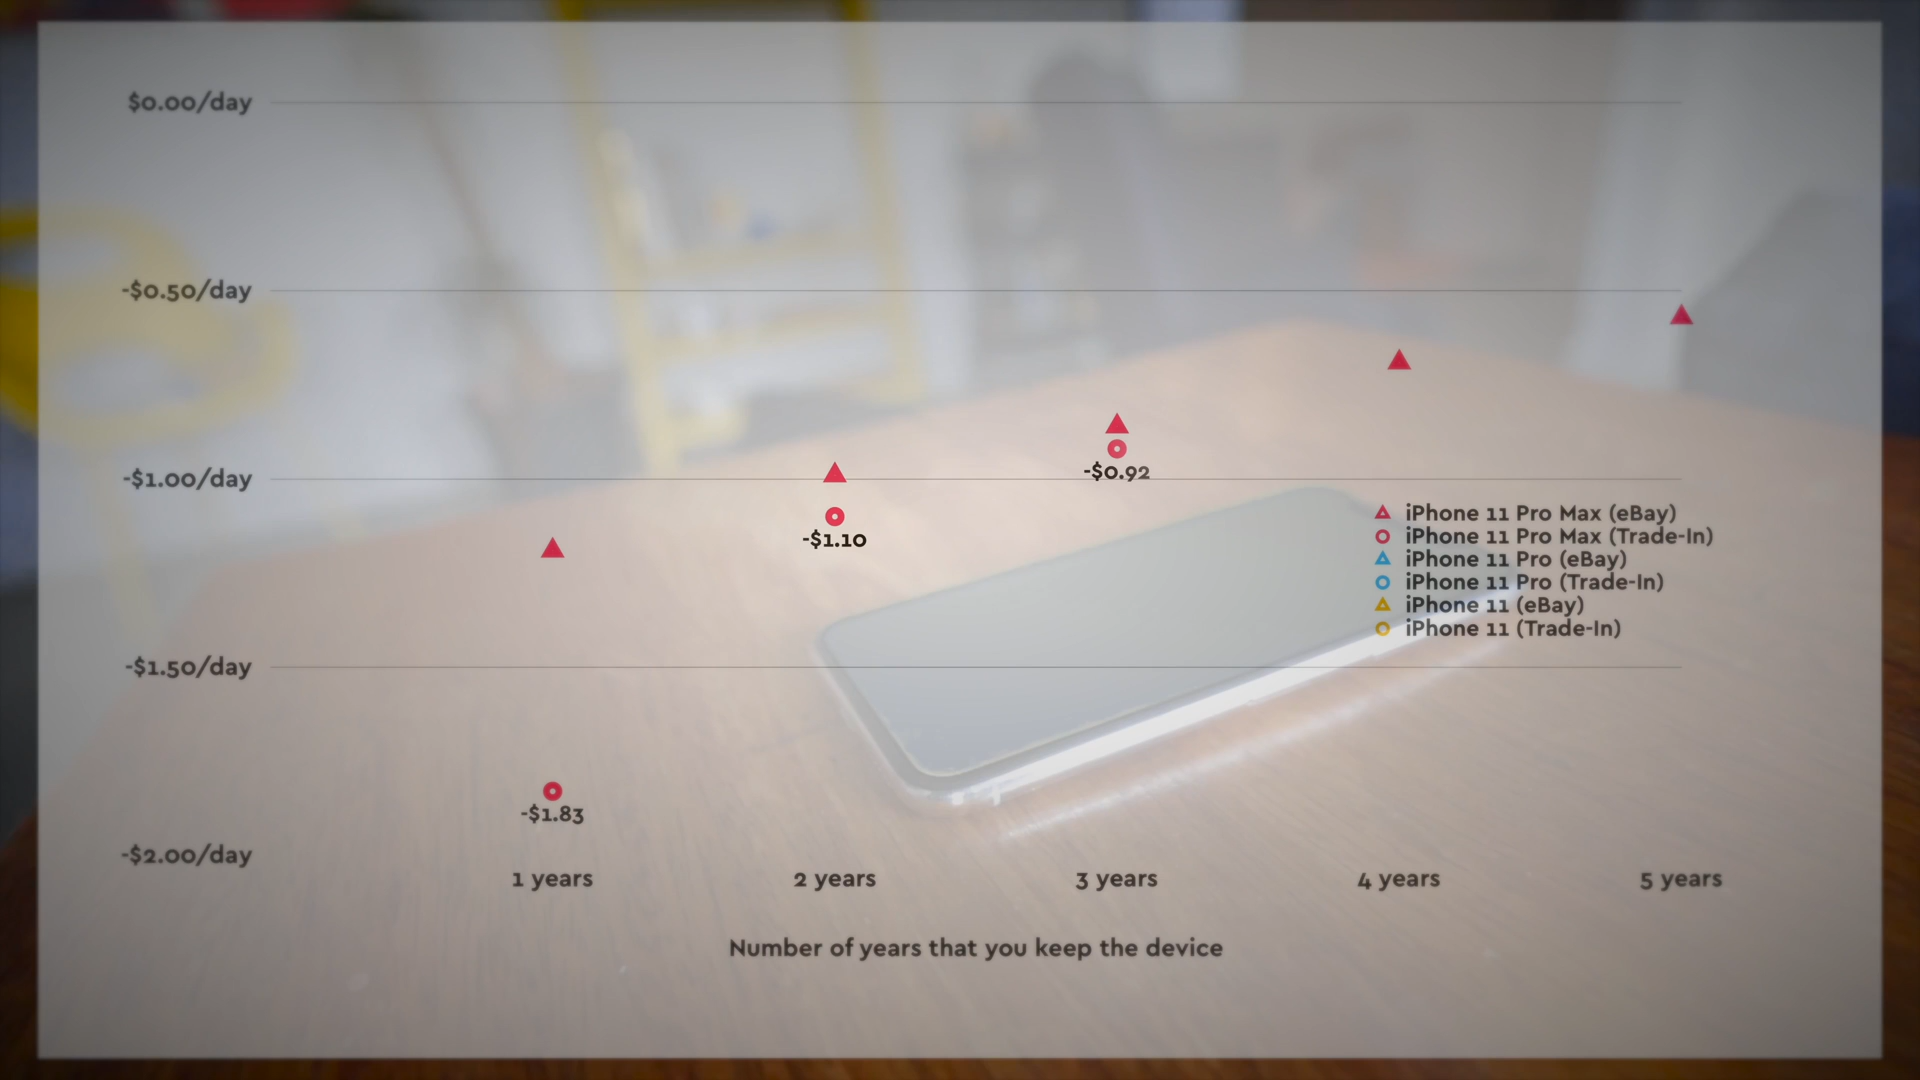 $0.00/day
-$0.50/day
-$1.00/day
-$1.50/day
-$2.00/day
-$1.83
-$1.10
-$0.92
iPhone 11 Pro Max (eBay)
iPhone 11 Pro Max (Trade-In)
iPhone 11 Pro (eBay)
iPhone 11 Pro (Trade-In)
iPhone 11 (eBay)
iPhone 11 (Trade-In)
1 years
2 years
3 years
4 years
5 years
Number of years that you keep the device